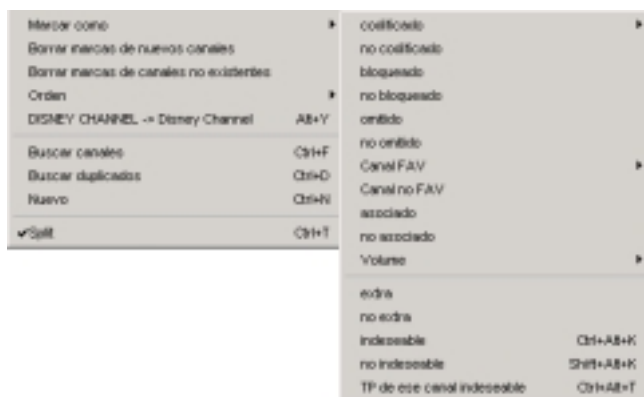 Marcar como
Borrar marcas de nuevos canales
Borrar marcas de canales no existentes
Orden
DISNEY CHANNEL -> Disney Channel Alt+Y
Buscar canales Ctrl+F
Buscar duplicados Ctrl+D
Nuevo Ctrl+N
✔Split Ctrl+T
codificado
no codificado
bloqueado
no bloqueado
omitido
no omitido
Canal FAV
Canal no FAV
asociado
no asociado
Volume
extra
no extra
indeseable Ctrl+Alt+K
no indeseable Shift+Alt+K
TP de ese canal indeseable Ctrl+Alt+T